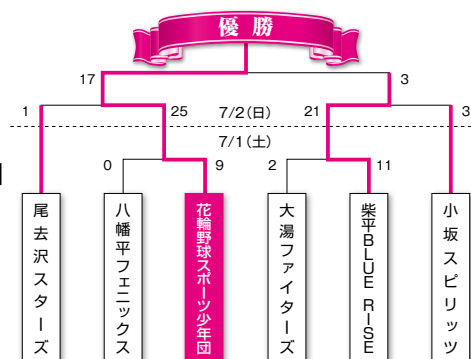 優勝
17
3
1
25
7/2(日)
21
3
7/1(土)
0
9
2
11
尾去沢スターズ
八幡平フェニックス
花輪野球スポーツ少年団
大湯ファイターズ
柴平BLUE RISE
小坂スピリッツ